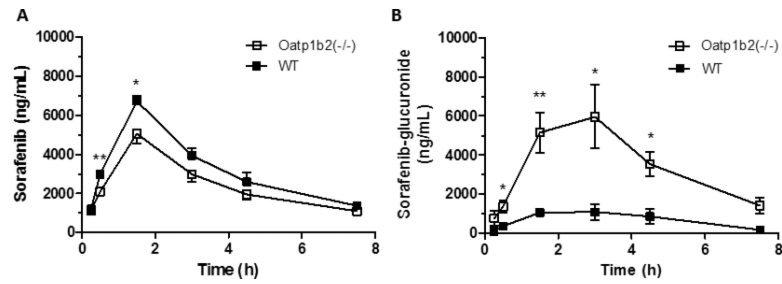 A
Sorafenib (ng/mL)
10000
8000
6000
4000
2000
0
Oatp1b2(-/-)
WT
**
*
0 2 4 6 8
Time (h)
B
Sorafenib-glucuronide
(ng/mL)
10000
8000
6000
4000
2000
0
Oatp1b2(-/-)
WT
*
**
*
*
0 2 4 6 8
Time (h)